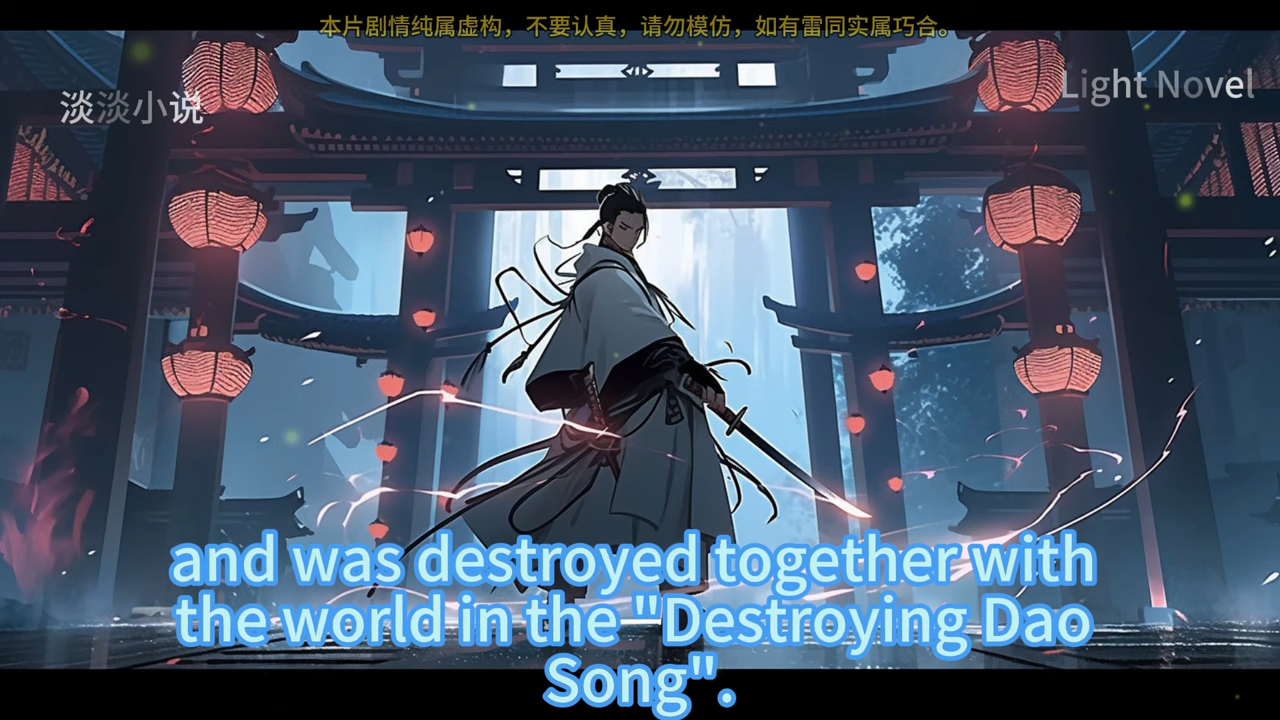 本片剧情纯属虚构，不要认真，请勿模仿，如有雷同实属巧合。
淡淡小说
Light Novel
and was destroyed together with
the world in the "Destroying Dao
Song".